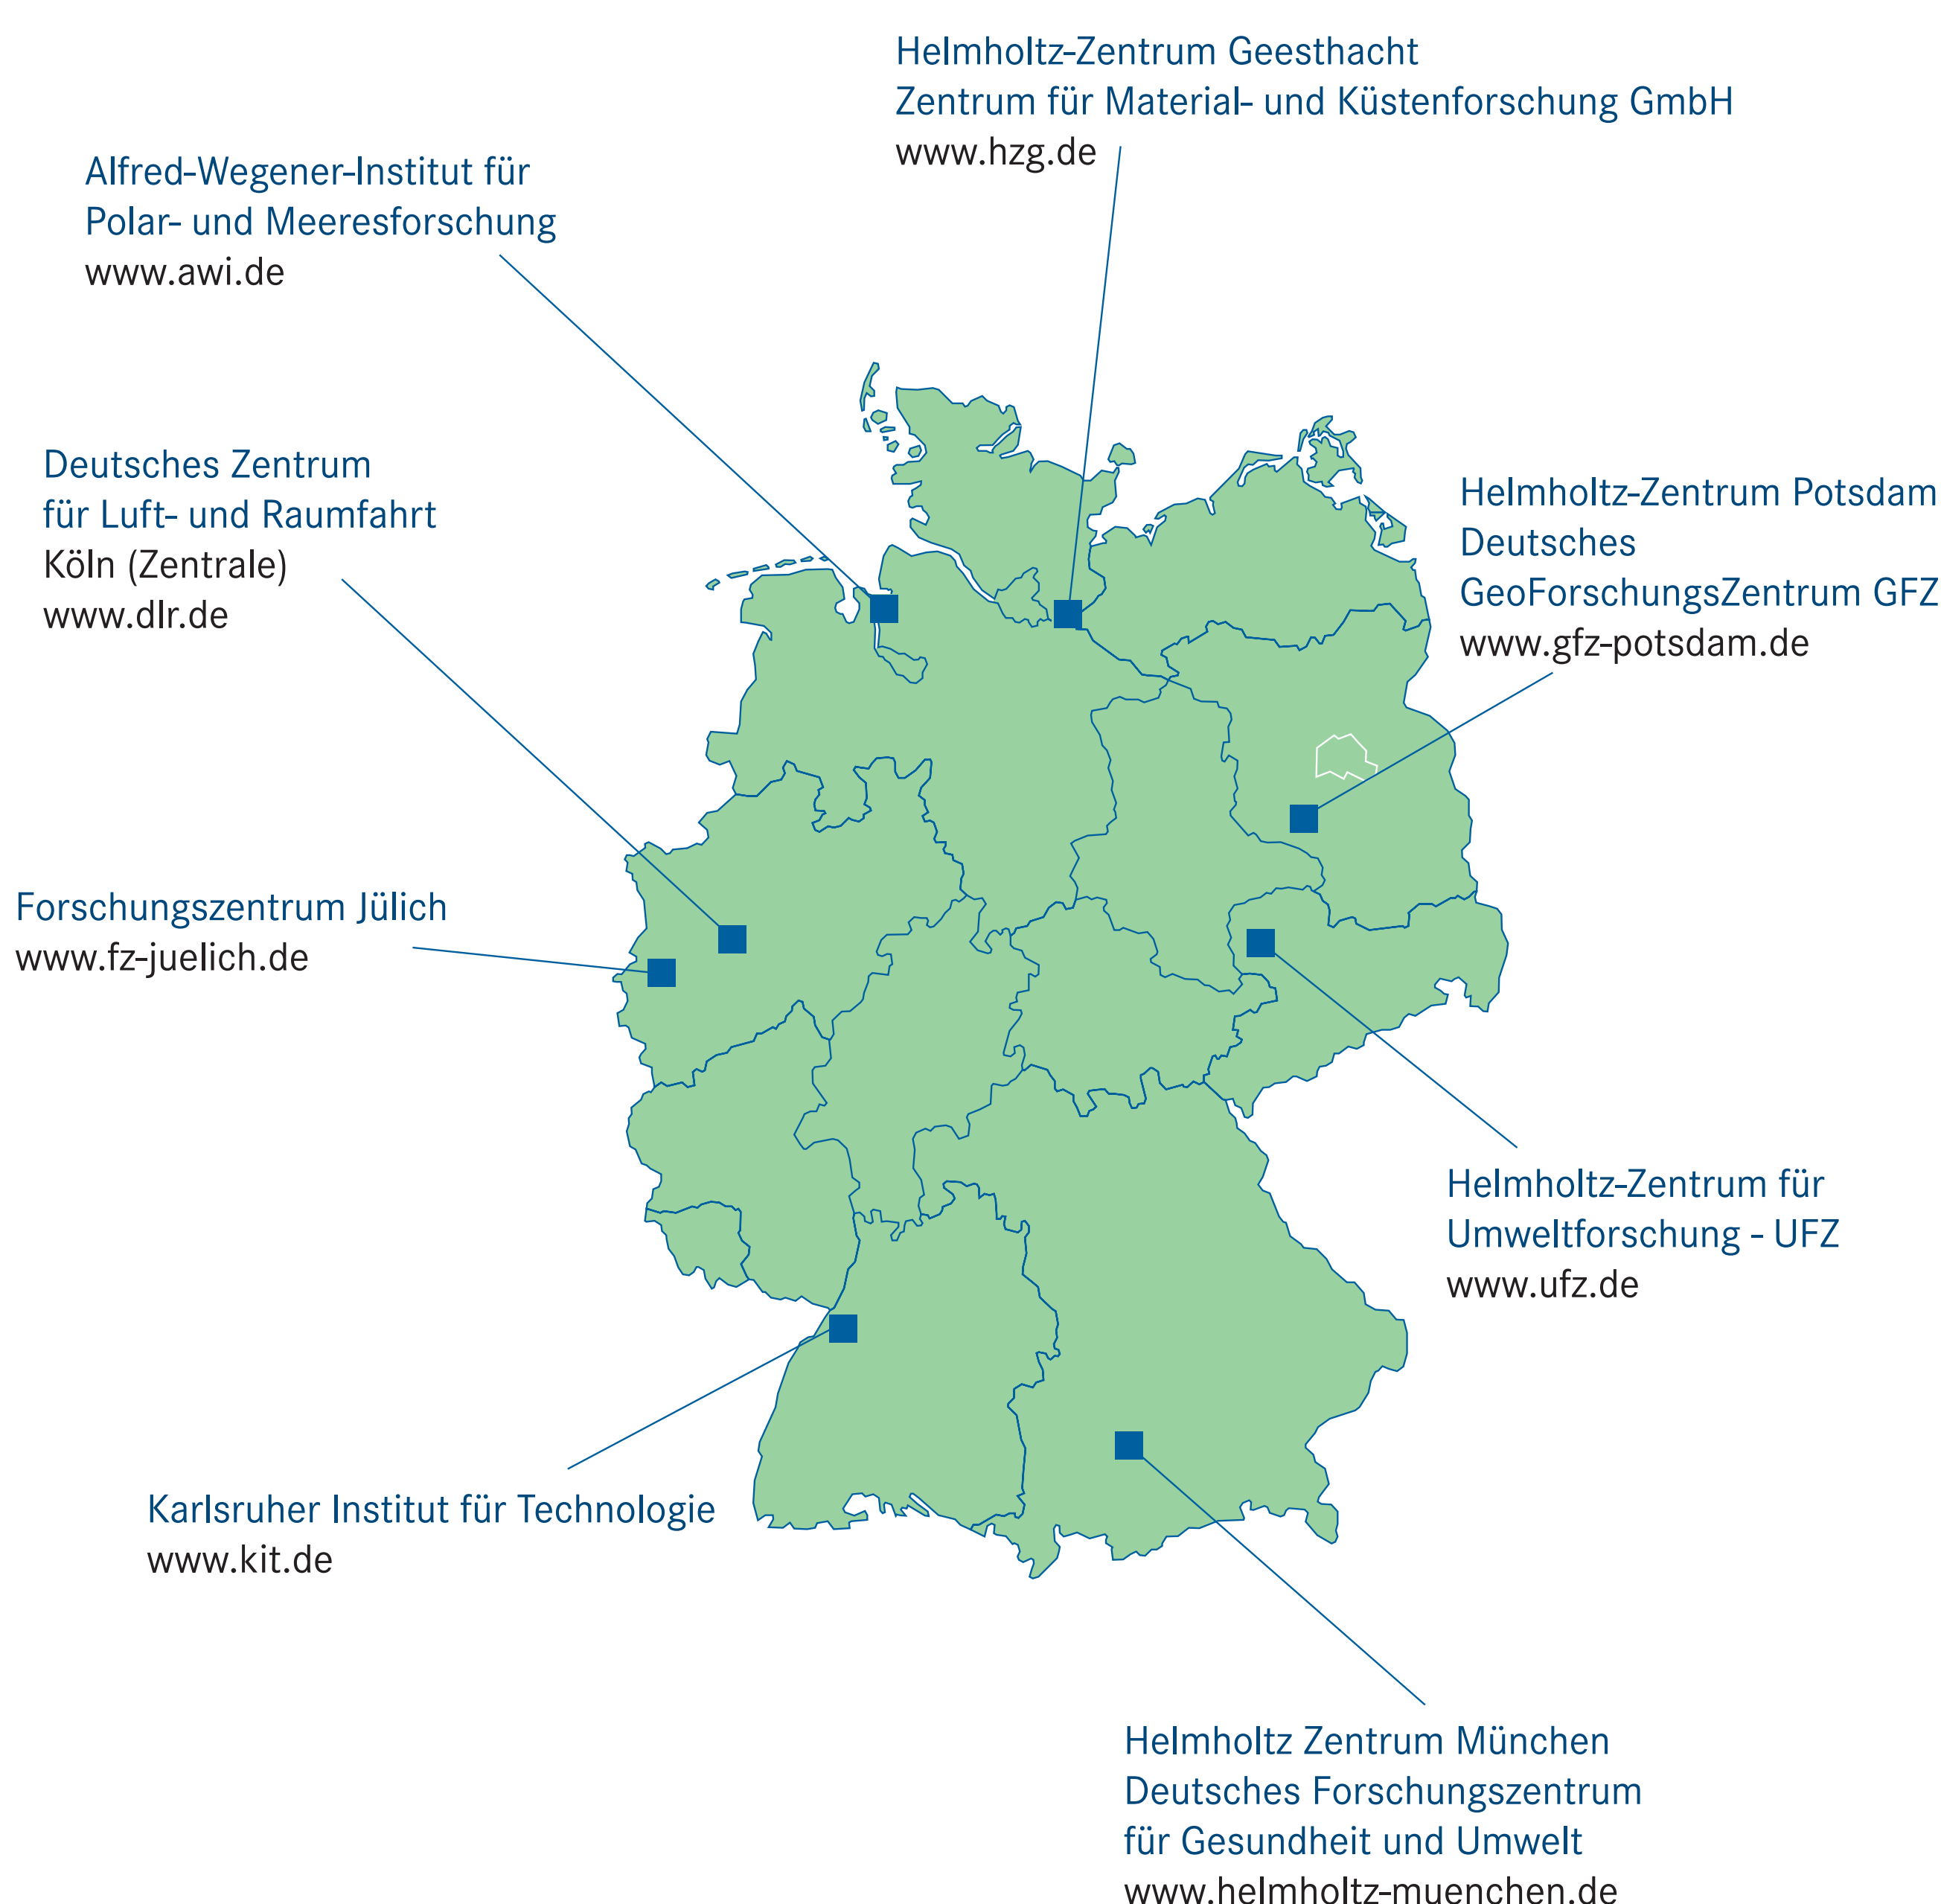 Helmholtz-Zentrum Geesthacht
Zentrum für Material- und Küstenforschung GmbH
www.hzg.de
Alfred-Wegener-Institut für
Polar- und Meeresforschung
www.awi.de
Deutsches Zentrum
für Luft- und Raumfahrt
Köln (Zentrale)
www.dlr.de
Helmholtz-Zentrum Potsdam
Deutsches
GeoForschungsZentrum GFZ
www.gfz-potsdam.de
Forschungszentrum Jülich
www.fz-juelich.de
Helmholtz-Zentrum für
Umweltforschung - UFZ
www.ufz.de
Karlsruher Institut für Technologie
www.kit.de
Helmholtz Zentrum München
Deutsches Forschungszentrum
für Gesundheit und Umwelt
www.helmholtz-muenchen.de